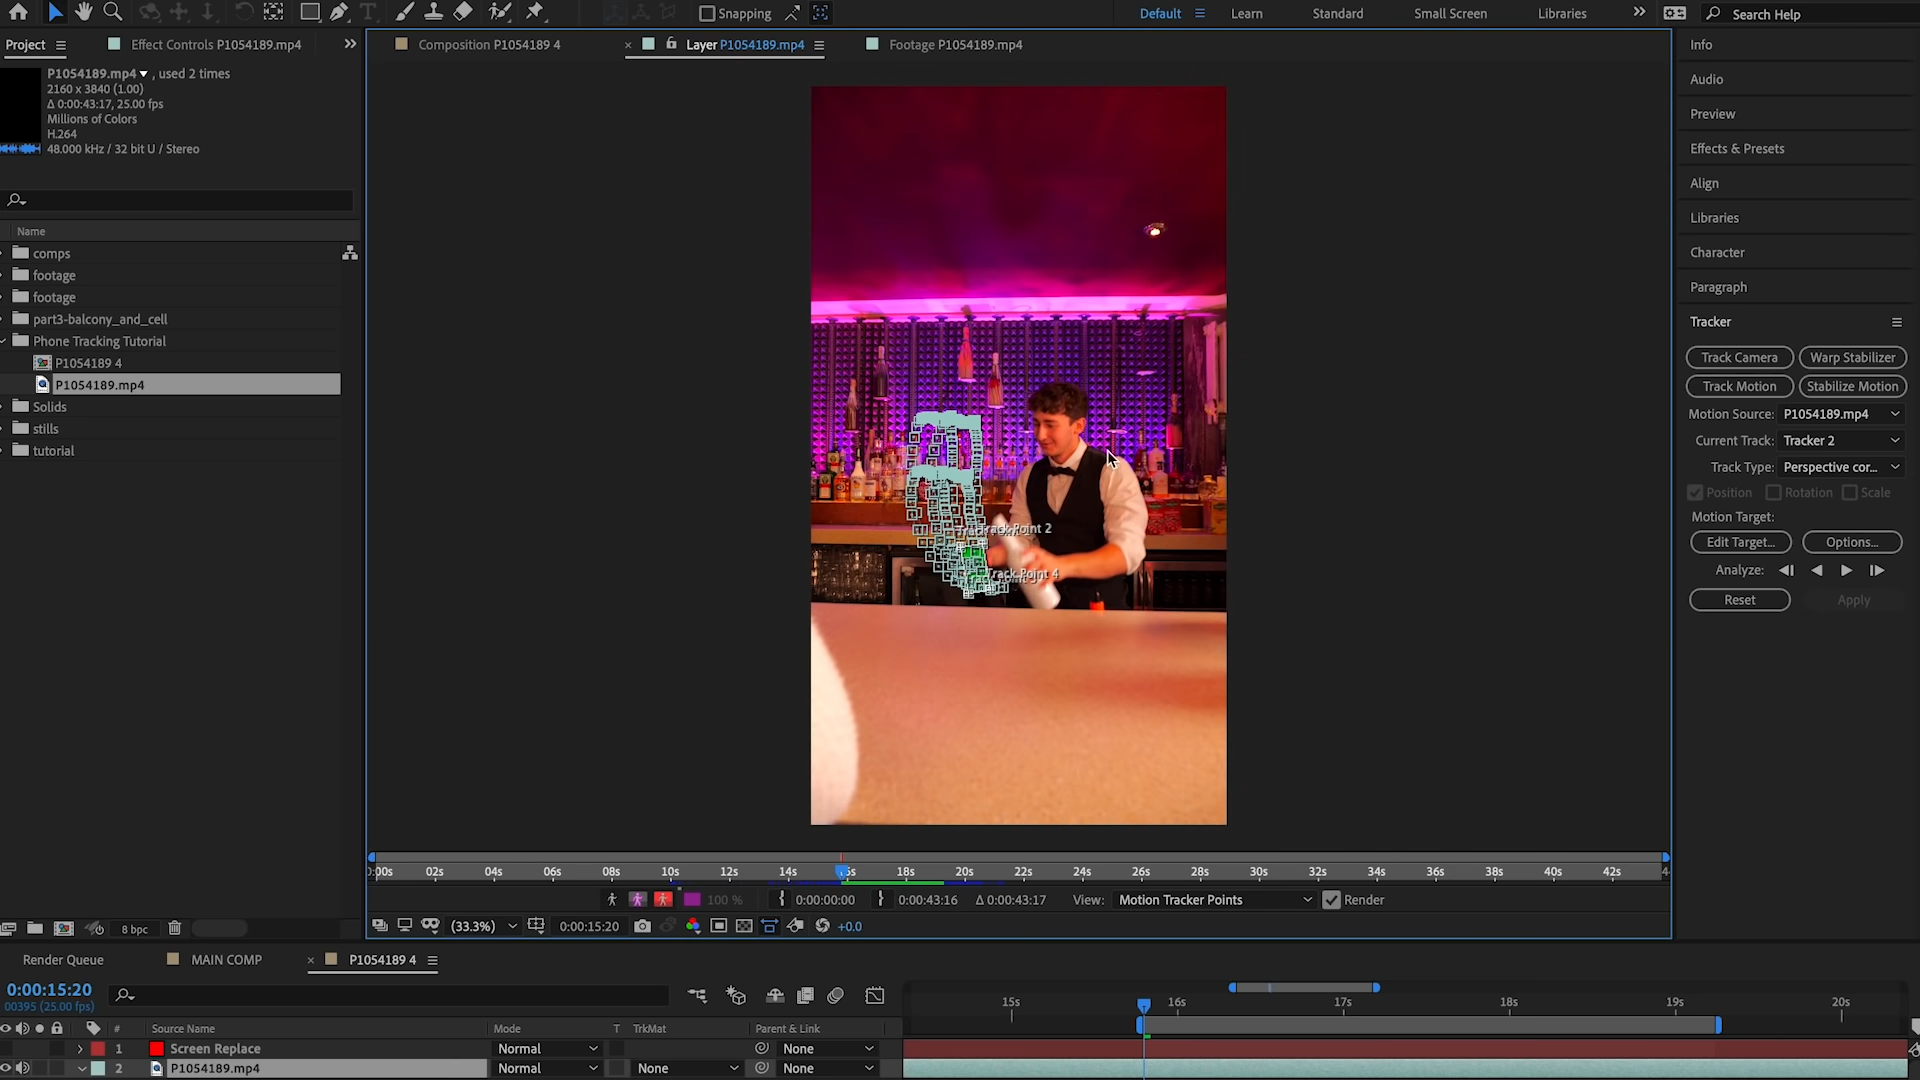 Snapping
Default
Learn
Standard
Small Screen
Libraries
Search Help
Project
Effect Controls P1054189.mp4
Composition P1054189 4
Layer P1054189.mp4
Footage P1054189.mp4
P1054189.mp4 , used 2 times
2160 x 3840 (1.00)
Δ 0:00:43:17, 25.00 fps
Millions of Colors
H.264
48.000 kHz / 32 bit U / Stereo
Name
comps
footage
footage
part3-balcony_and_cell
Phone Tracking Tutorial
P1054189 4
P1054189.mp4
Solids
stills
tutorial
8 bpc
Track Point 2
Track Point 4
Info
Audio
Preview
Effects & Presets
Align
Libraries
Character
Paragraph
Tracker
Track Camera
Warp Stabilizer
Track Motion
Stabilize Motion
Motion Source: P1054189.mp4
Current Track: Tracker 2
Track Type: Perspective cor...
Position Rotation Scale
Motion Target:
Edit Target... Options...
Analyze:
Reset Apply
02s 04s 06s 08s 10s 12s 14s 18s 20s 22s 24s 26s 28s 30s 32s 34s 36s 38s 40s 42s
100 % 0:00:00:00 0:00:43:16 Δ 0:00:43:17 View: Motion Tracker Points Render
(33.3%) 0:00:15:20 +0.0
Render Queue
MAIN COMP
P1054189 4
0:00:15:20
00395 (25.00 fps)
15s 16s 17s 18s 19s 20s
# Source Name Mode T TrkMat Parent & Link
1 Screen Replace Normal None
2 P1054189.mp4 Normal None None